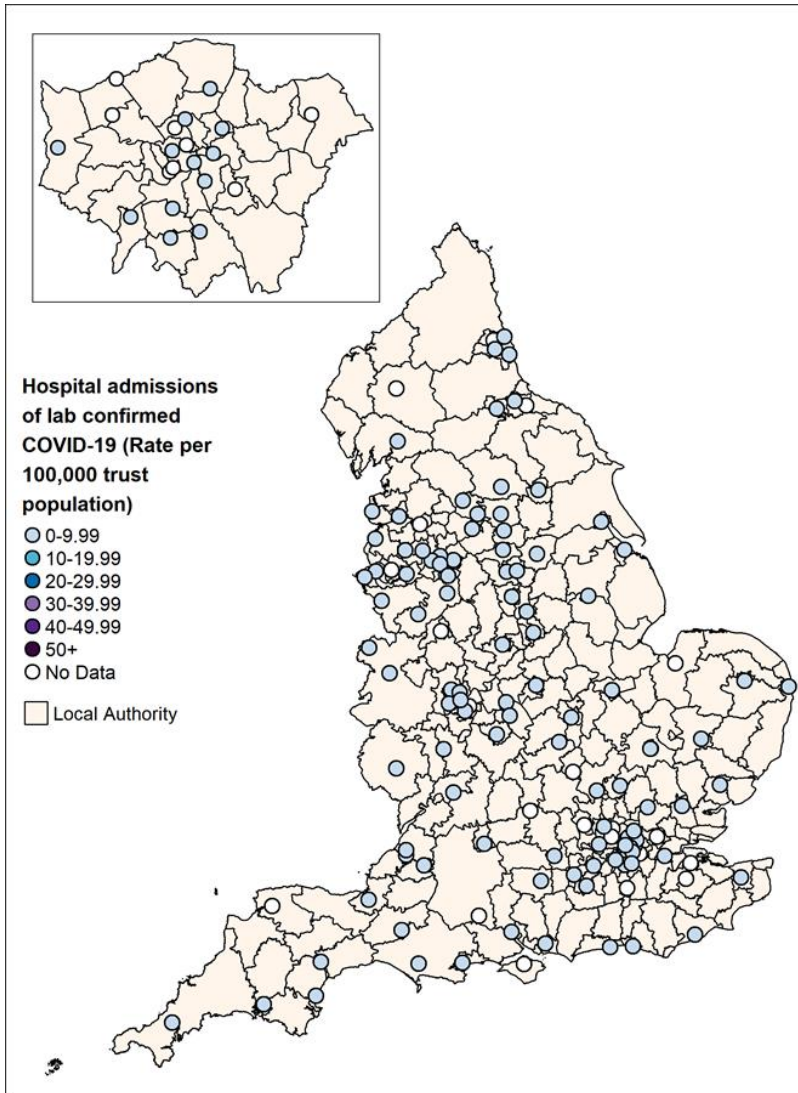 Hospital admissions
of lab confirmed
COVID-19 (Rate per
100,000 trust
population)
0-9.99
10-19.99
20-29.99
30-39.99
40-49.99
50+
No Data
Local Authority